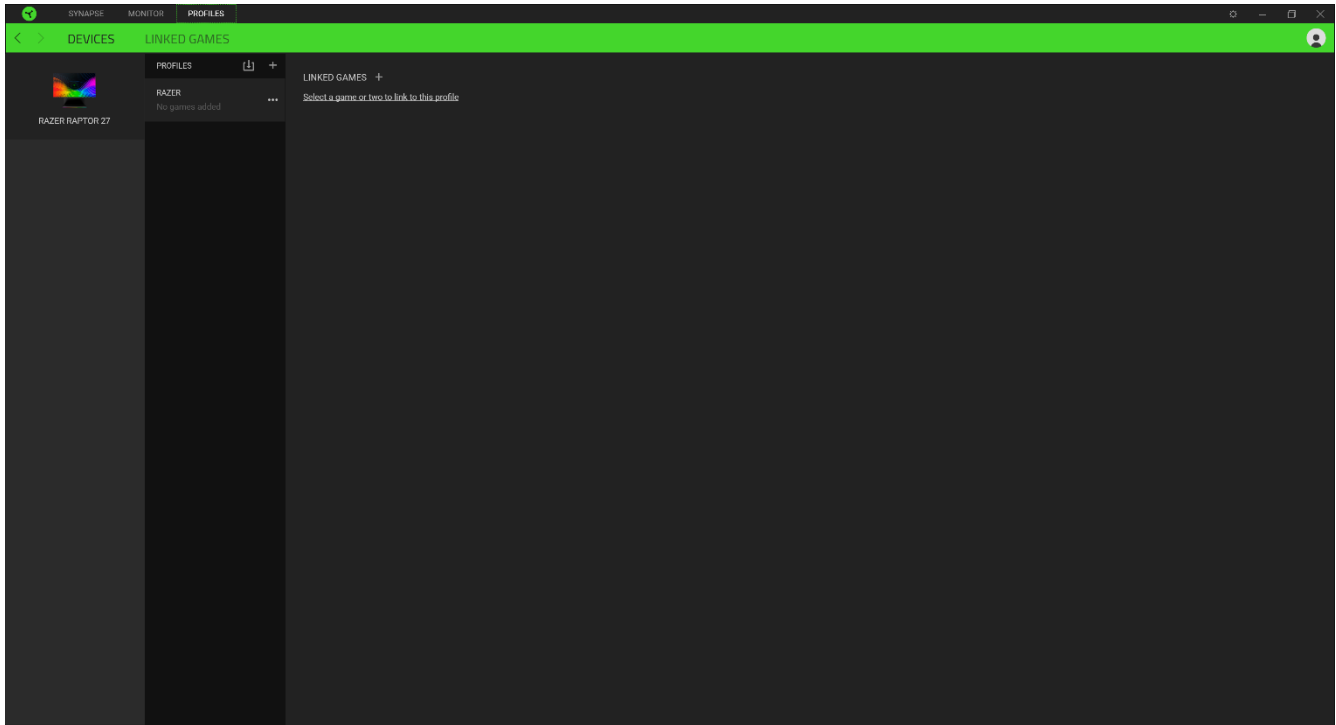 SYNAPSE MONITOR PROFILES
DEVICES LINKED GAMES
RAZER RAPTOR 27
PROFILES
RAZER
No games added
LINKED GAMES +
Select a game or two to link to this profile